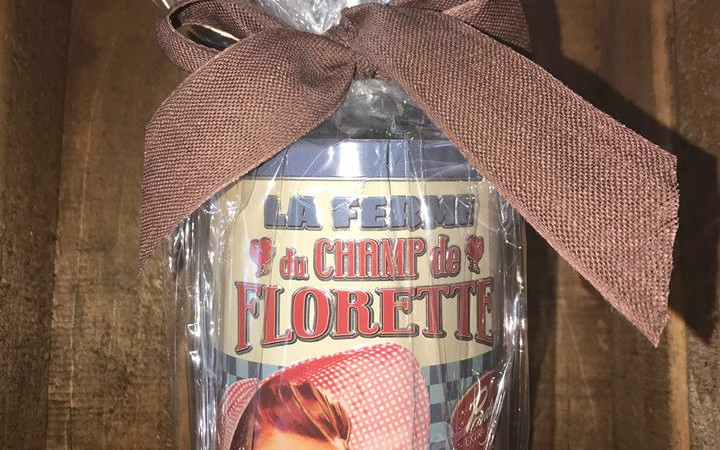 LA FERME
du CHAMP de
FLORETTE